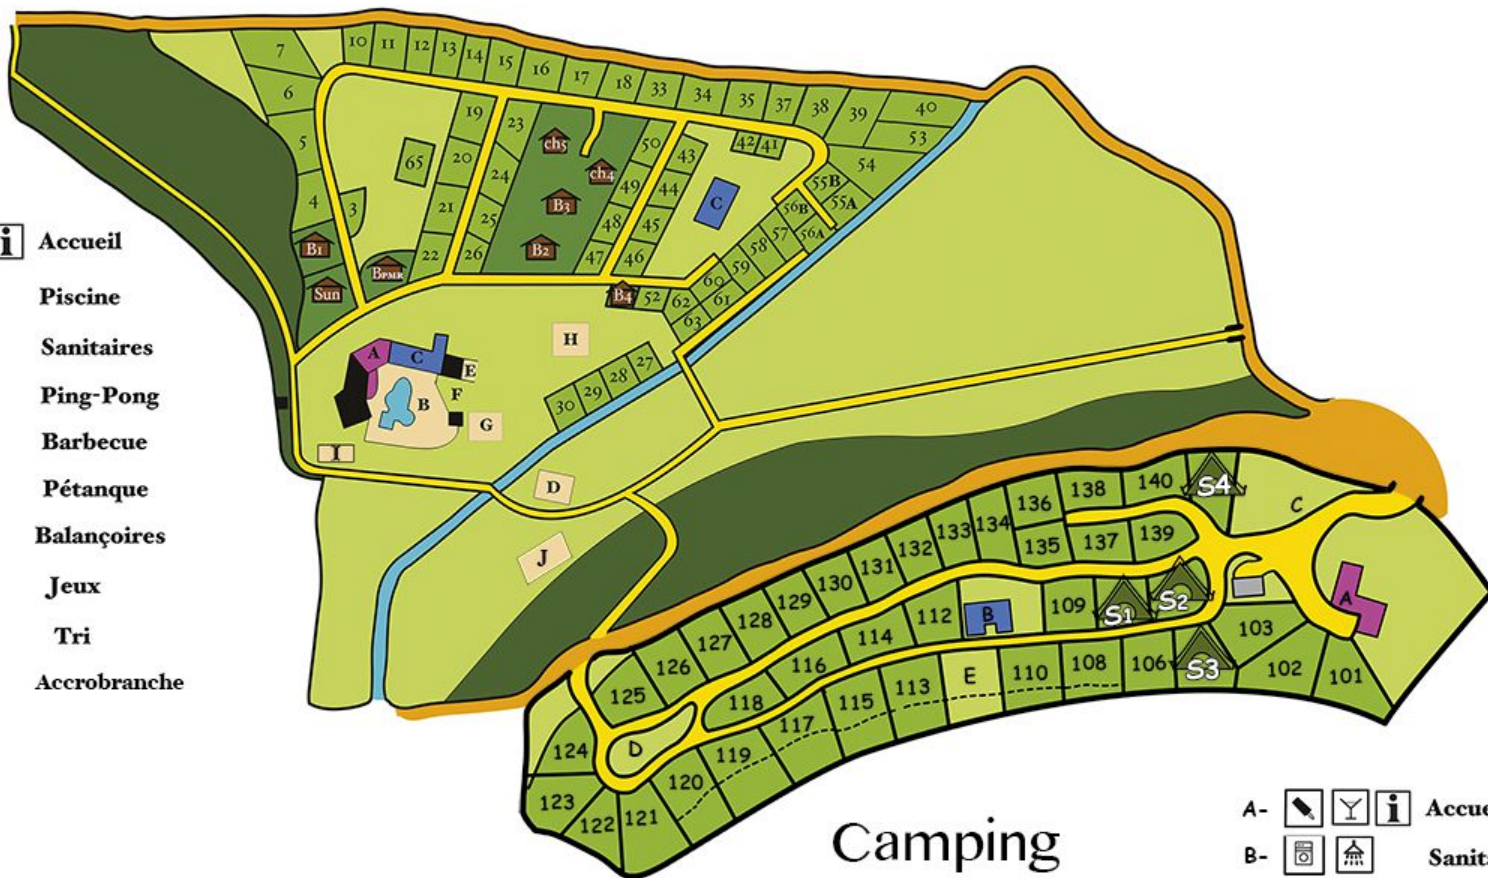 7 10 11 12 13 14 15 16 17 18 33 34 35 37 38 39 40
6 19 23 ch5 50 43 42 41 53
5 65 20 24 ch4 49 44 54
4 3 21 25 B3 48 45 C 55B 55A
56B 56A
B1 22 26 B2 47 46 58 57
BPMR 59
Sun B4 52 62 60 61
63
i Accueil
Piscine
Sanitaires
Ping-Pong
Barbecue
Pétanque
Balançoires
Jeux
Tri
Accrobranche
A C E H
B F G
I
30 29 28 27
D
J
136 138 140 S4 C
132 133 134 135 137 139
128 129 130 131
125 126 127
112 B 109 S1 S2 A
118 116 114
103
124 D 117 115 113 E 110 108 106 S3 102 101
123 120 119
122 121
Camping
A- i Accue
B- Sanit